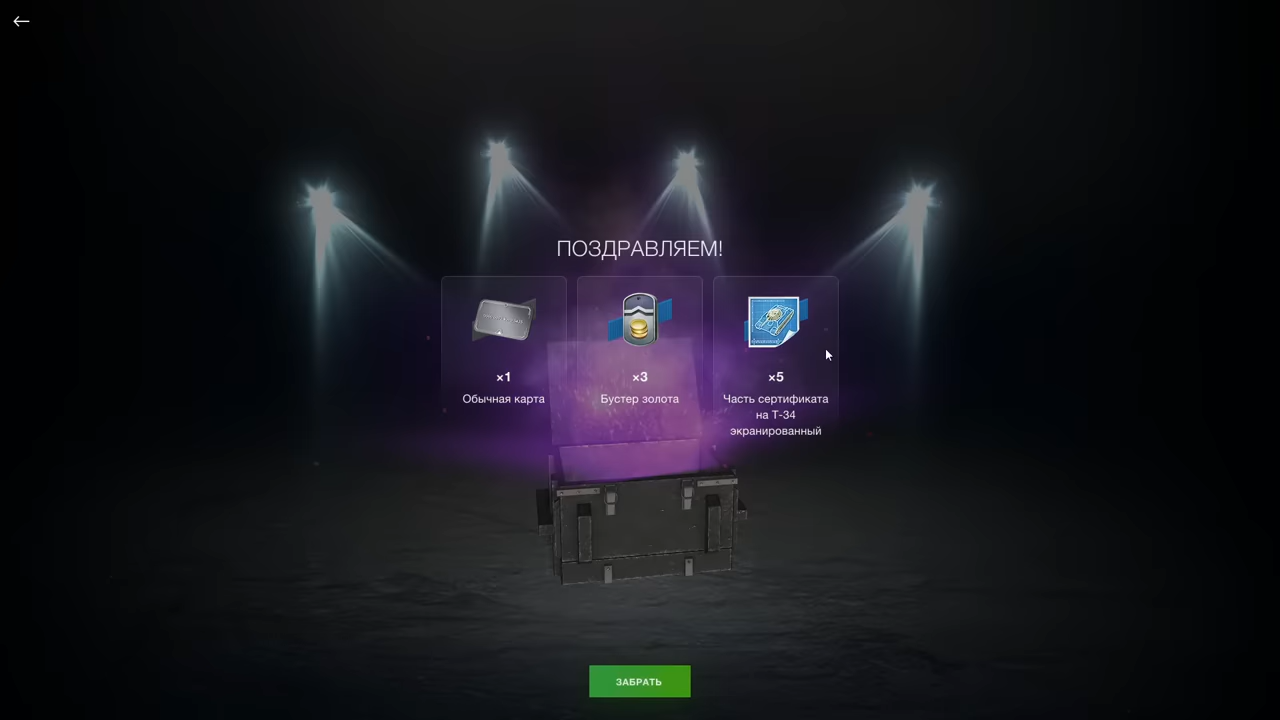 ПОЗДРАВЛЯЕМ!
×1
Обычная карта
×3
Бустер золота
×5
Часть сертификата
на Т-34
экранированный
ЗАБРАТЬ